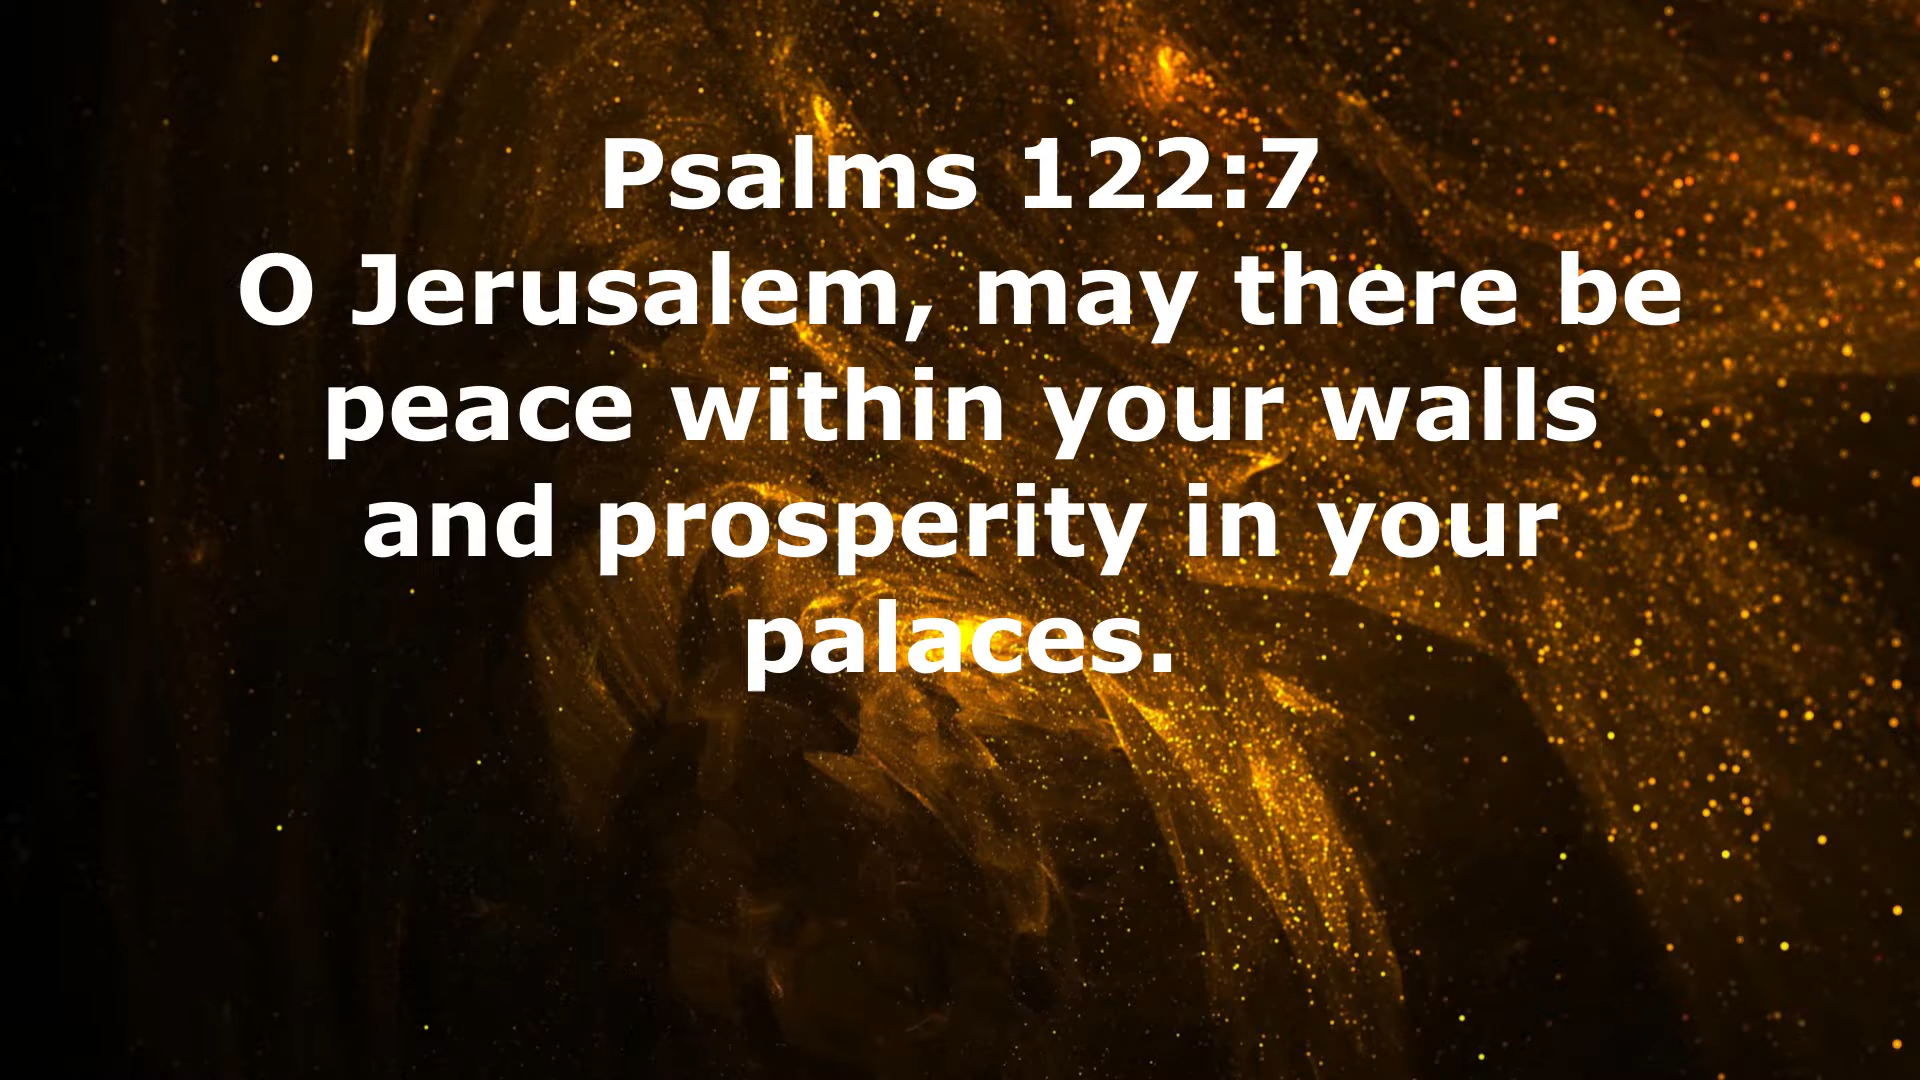 Psalms 122:7
O Jerusalem, may there be
peace within your walls
and prosperity in your
palaces.